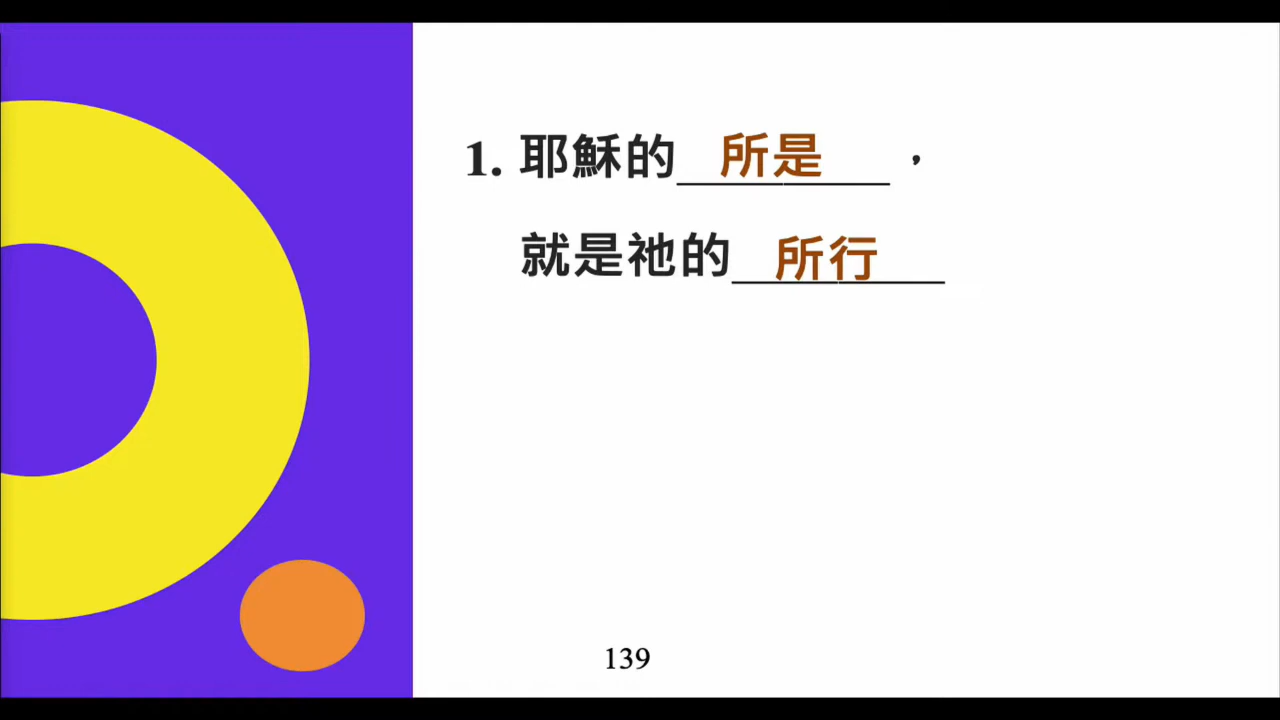 1. 耶穌的 所是 ，
就是祂的 所行
139